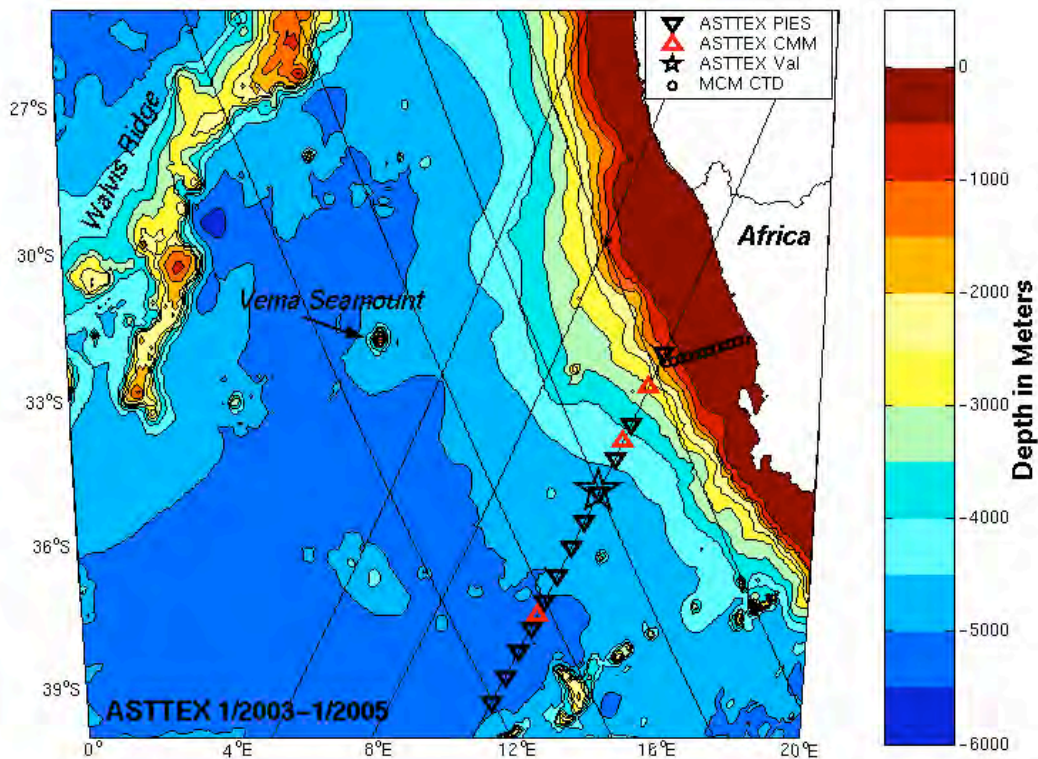 ASTTEX PIES
ASTTEX CMM
ASTTEX Val
MCM CTD
27°S
30°S
33°S
36°S
39°S
Walvis Ridge
Vema Seamount
Africa
ASTTEX 1/2003–1/2005
0°
4°E
8°E
12°E
16°E
20°E
0
-1000
-2000
-3000
-4000
-5000
-6000
Depth in Meters